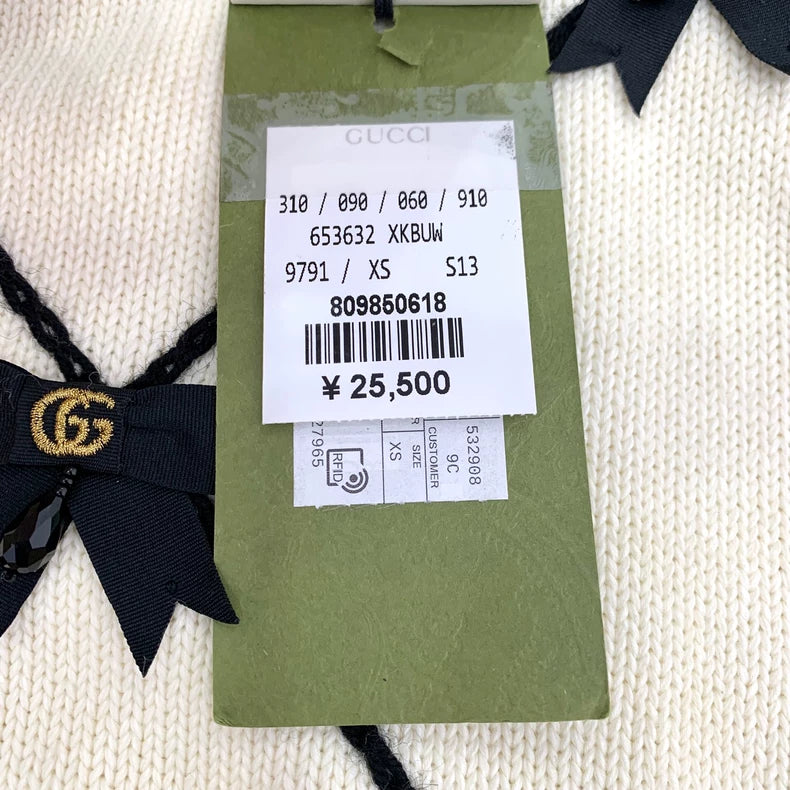 GUCCI
310 / 090 / 060 / 910
653632 XKBUW
9791 / XS S13
809850618
¥ 25,500
532908
CUSTOMER
9C
SIZE
XS
RFID
27965
GG